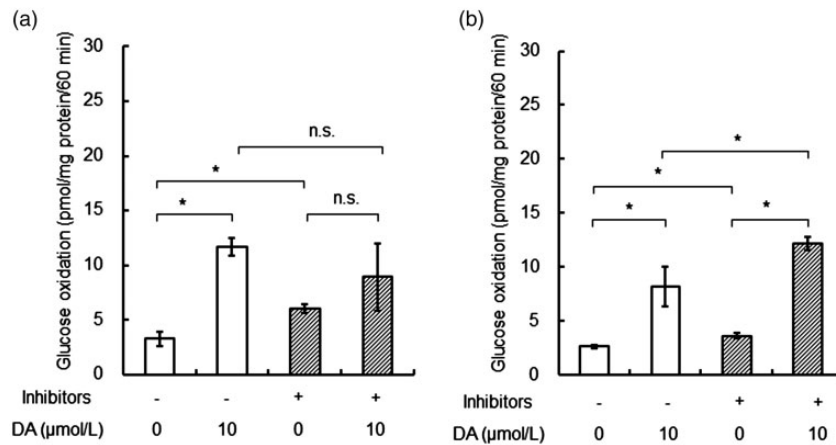 (a)
Glucose oxidation (pmol/mg protein/60 min)
30
25
20
15
10
5
0
n.s.
*
n.s.
*
Inhibitors - - + +
DA (μmol/L) 0 10 0 10
(b)
Glucose oxidation (pmol/mg protein/60 min)
30
25
20
15
10
5
0
*
*
*
*
Inhibitors - - + +
DA (μmol/L) 0 10 0 10